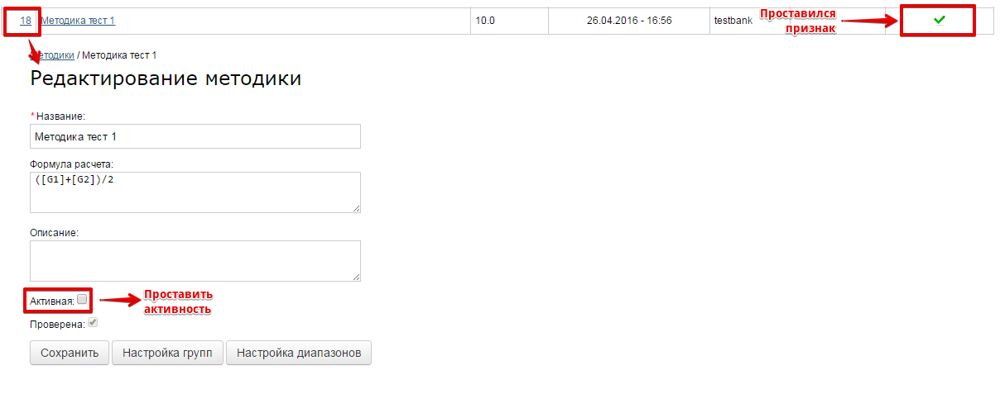 18 Методика тест 1 10.0 26.04.2016 - 16:56 testbank Проставился признак
Методики / Методика тест 1
Редактирование методики
* Название:
Методика тест 1
Формула расчета:
([G1]+[G2])/2
Описание:
Активная: Проставить активность
Проверена:
Сохранить Настройка групп Настройка диапазонов